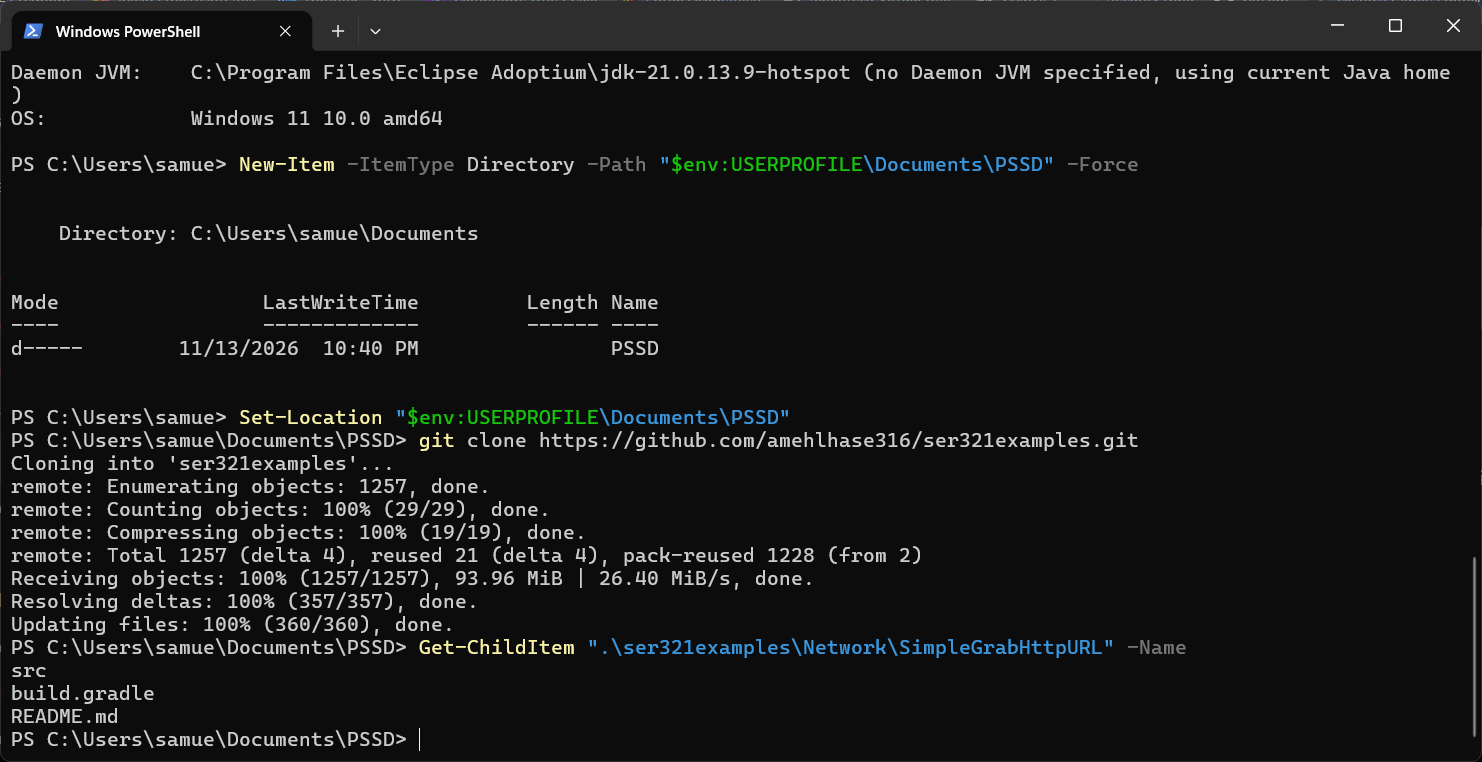 Windows PowerShell
Daemon JVM:    C:\Program Files\Eclipse Adoptium\jdk-21.0.13.9-hotspot (no Daemon JVM specified, using current Java home
)
OS:            Windows 11 10.0 amd64
PS C:\Users\samue> New-Item -ItemType Directory -Path "$env:USERPROFILE\Documents\PSSD" -Force
    Directory: C:\Users\samue\Documents
Mode                 LastWriteTime         Length Name
----                 -------------         ------ ----
d-----        11/13/2026  10:40 PM                PSSD
PS C:\Users\samue> Set-Location "$env:USERPROFILE\Documents\PSSD"
PS C:\Users\samue\Documents\PSSD> git clone https://github.com/amehlhase316/ser321examples.git
Cloning into 'ser321examples'...
remote: Enumerating objects: 1257, done.
remote: Counting objects: 100% (29/29), done.
remote: Compressing objects: 100% (19/19), done.
remote: Total 1257 (delta 4), reused 21 (delta 4), pack-reused 1228 (from 2)
Receiving objects: 100% (1257/1257), 93.96 MiB | 26.40 MiB/s, done.
Resolving deltas: 100% (357/357), done.
Updating files: 100% (360/360), done.
PS C:\Users\samue\Documents\PSSD> Get-ChildItem ".\ser321examples\Network\SimpleGrabHttpURL" -Name
src
build.gradle
README.md
PS C:\Users\samue\Documents\PSSD>